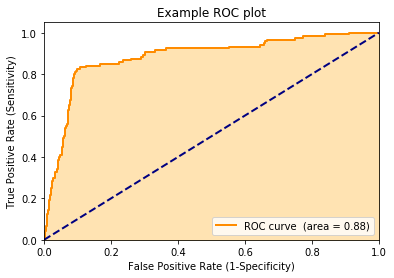 Example ROC plot
True Positive Rate (Sensitivity)
1.0
0.8
0.6
0.4
0.2
0.0
ROC curve (area = 0.88)
0.0 0.2 0.4 0.6 0.8 1.0
False Positive Rate (1-Specificity)